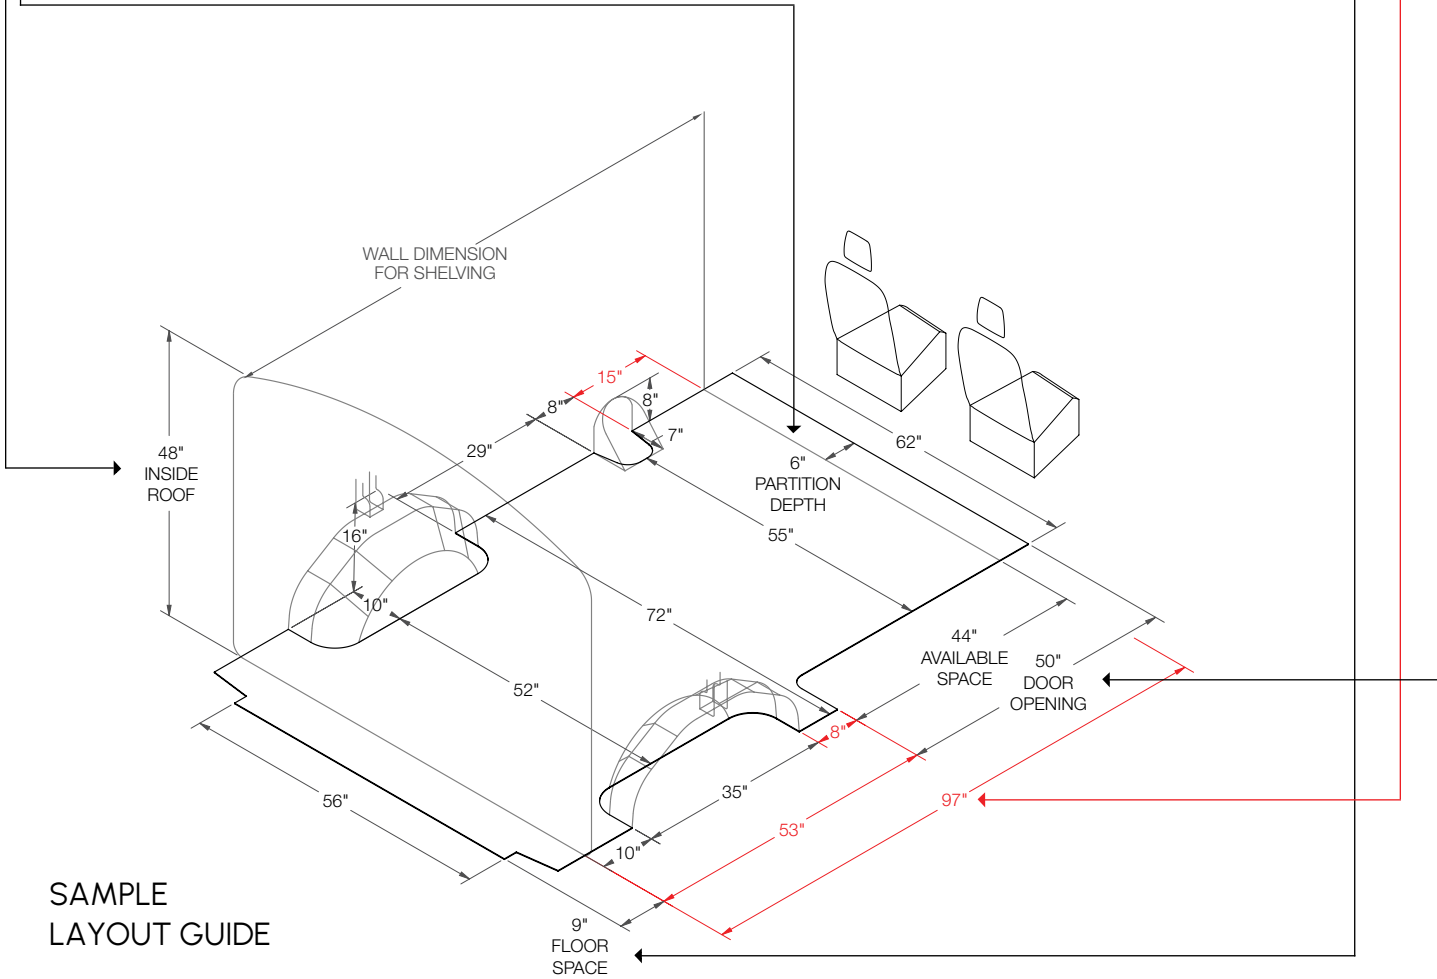 WALL DIMENSION
FOR SHELVING
15"
8"
8"
7"
29"
62"
48"
INSIDE
ROOF
6"
PARTITION
DEPTH
16"
55"
10"
72"
44"
AVAILABLE
SPACE
50"
DOOR
OPENING
52"
8"
35"
97"
56"
53"
10"
SAMPLE
LAYOUT GUIDE
9"
FLOOR
SPACE